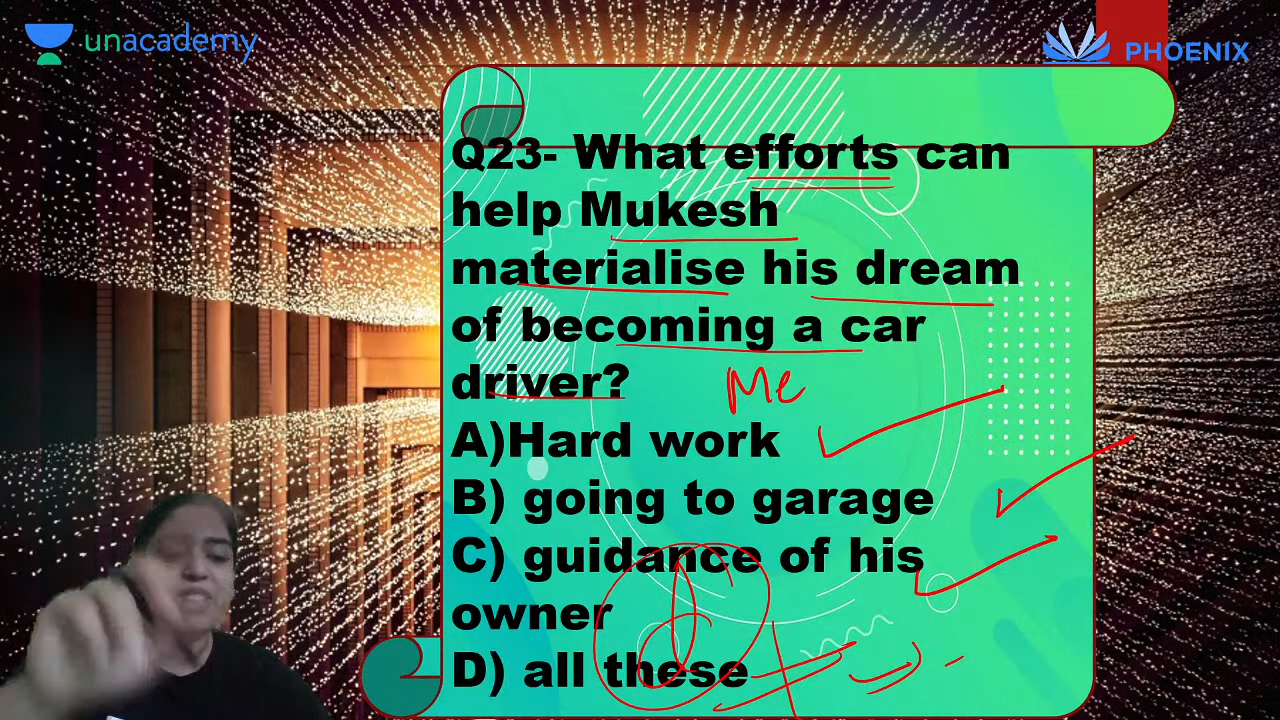 unacademy
PHOENIX
Q23- What efforts can
help Mukesh
materialise his dream
of becoming a car
driver?
Me
A)Hard work
B) going to garage
C) guidance of his
owner
D) all these